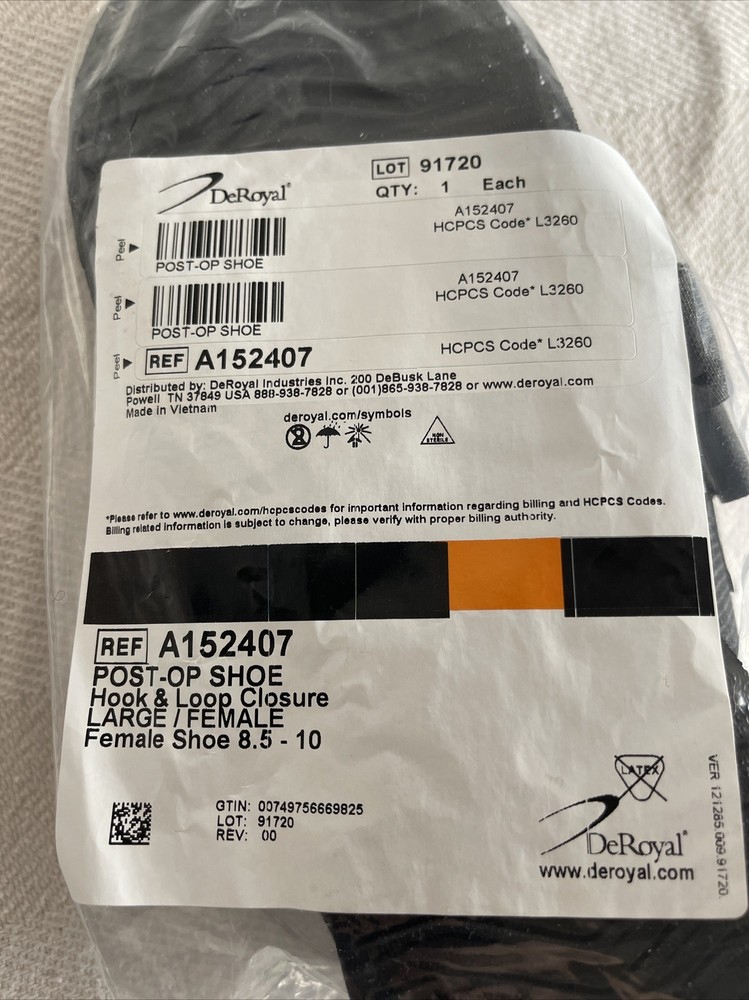 DeRoyal®
LOT 91720
QTY: 1 Each
Peel
POST-OP SHOE
A152407
HCPCS Code* L3260
Peel
POST-OP SHOE
A152407
HCPCS Code* L3260
Peel
REF A152407
HCPCS Code* L3260
Distributed by: DeRoyal Industries Inc. 200 DeBusk Lane
Powell TN 37849 USA 888-938-7828 or (001)865-938-7828 or www.deroyal.com
Made in Vietnam
deroyal.com/symbols
NON STERILE
*Please refer to www.deroyal.com/hcpcscodes for important information regarding billing and HCPCS Codes.
Billing related information is subject to change, please verify with proper billing authority.
REF A152407
POST-OP SHOE
Hook & Loop Closure
LARGE / FEMALE
Female Shoe 8.5 - 10
GTIN: 00749756669825
LOT: 91720
REV: 00
LATEX
DeRoyal®
www.deroyal.com
VER 121285.009.91720.